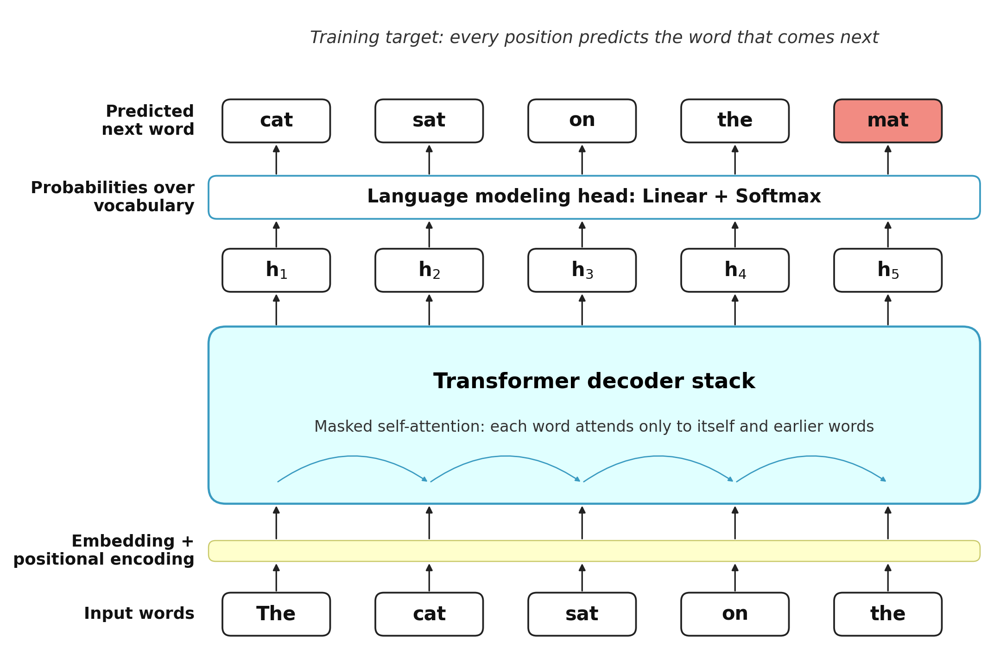 Training target: every position predicts the word that comes next
Predicted
next word
cat sat on the mat
Probabilities over
vocabulary
Language modeling head: Linear + Softmax
h₁ h₂ h₃ h₄ h₅
Transformer decoder stack
Masked self-attention: each word attends only to itself and earlier words
Embedding +
positional encoding
Input words
The cat sat on the